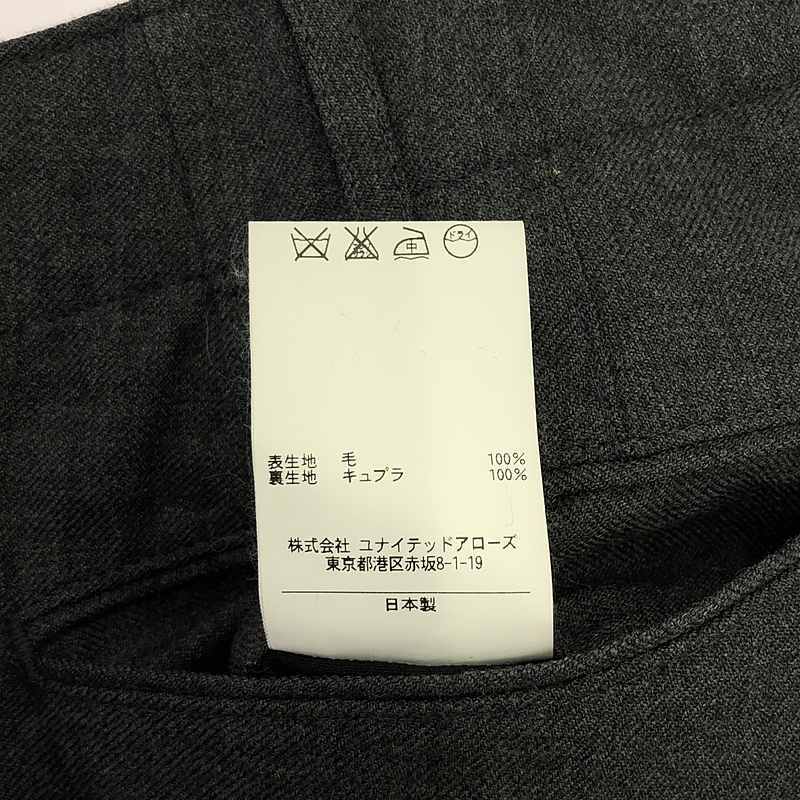 中 ドライ
表生地 毛 100%
裏生地 キュプラ 100%
株式会社 ユナイテッドアローズ
東京都港区赤坂8-1-19
日本製